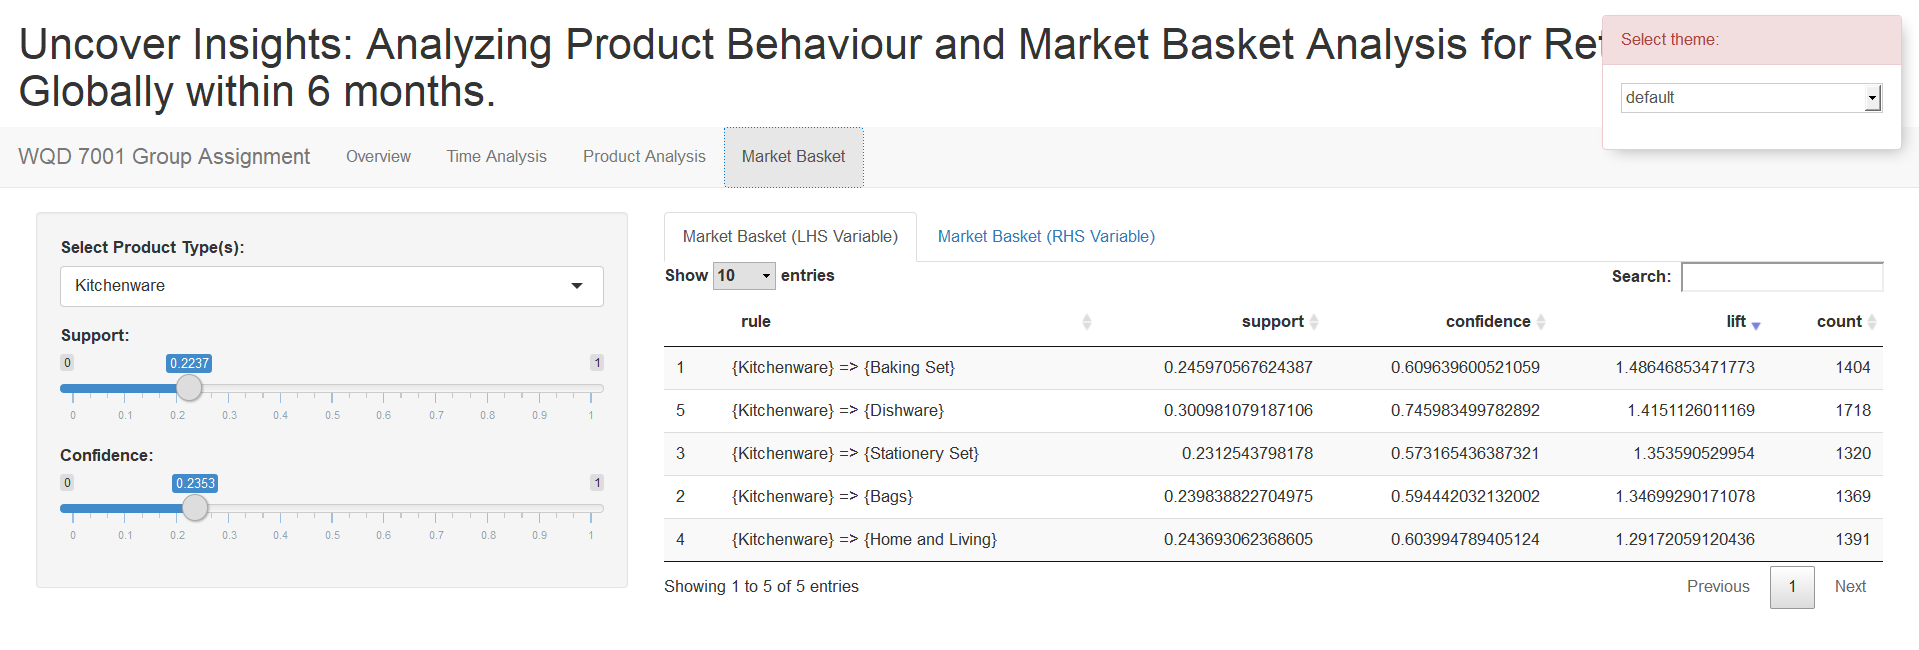 Uncover Insights: Analyzing Product Behaviour and Market Basket Analysis for Re
Globally within 6 months.
Select theme:
default
WQD 7001 Group Assignment Overview Time Analysis Product Analysis Market Basket
Select Product Type(s):
Kitchenware
Support:
0 0.2237 1
0 0.1 0.2 0.3 0.4 0.5 0.6 0.7 0.8 0.9 1
Confidence:
0 0.2353 1
0 0.1 0.2 0.3 0.4 0.5 0.6 0.7 0.8 0.9 1
Market Basket (LHS Variable) Market Basket (RHS Variable)
Show 10 entries Search:
rule support confidence lift count
1 {Kitchenware} => {Baking Set} 0.245970567624387 0.609639600521059 1.48646853471773 1404
5 {Kitchenware} => {Dishware} 0.300981079187106 0.745983499782892 1.4151126011169 1718
3 {Kitchenware} => {Stationery Set} 0.2312543798178 0.573165436387321 1.353590529954 1320
2 {Kitchenware} => {Bags} 0.239838822704975 0.594442032132002 1.34699290171078 1369
4 {Kitchenware} => {Home and Living} 0.243693062368605 0.603994789405124 1.29172059120436 1391
Showing 1 to 5 of 5 entries Previous 1 Next